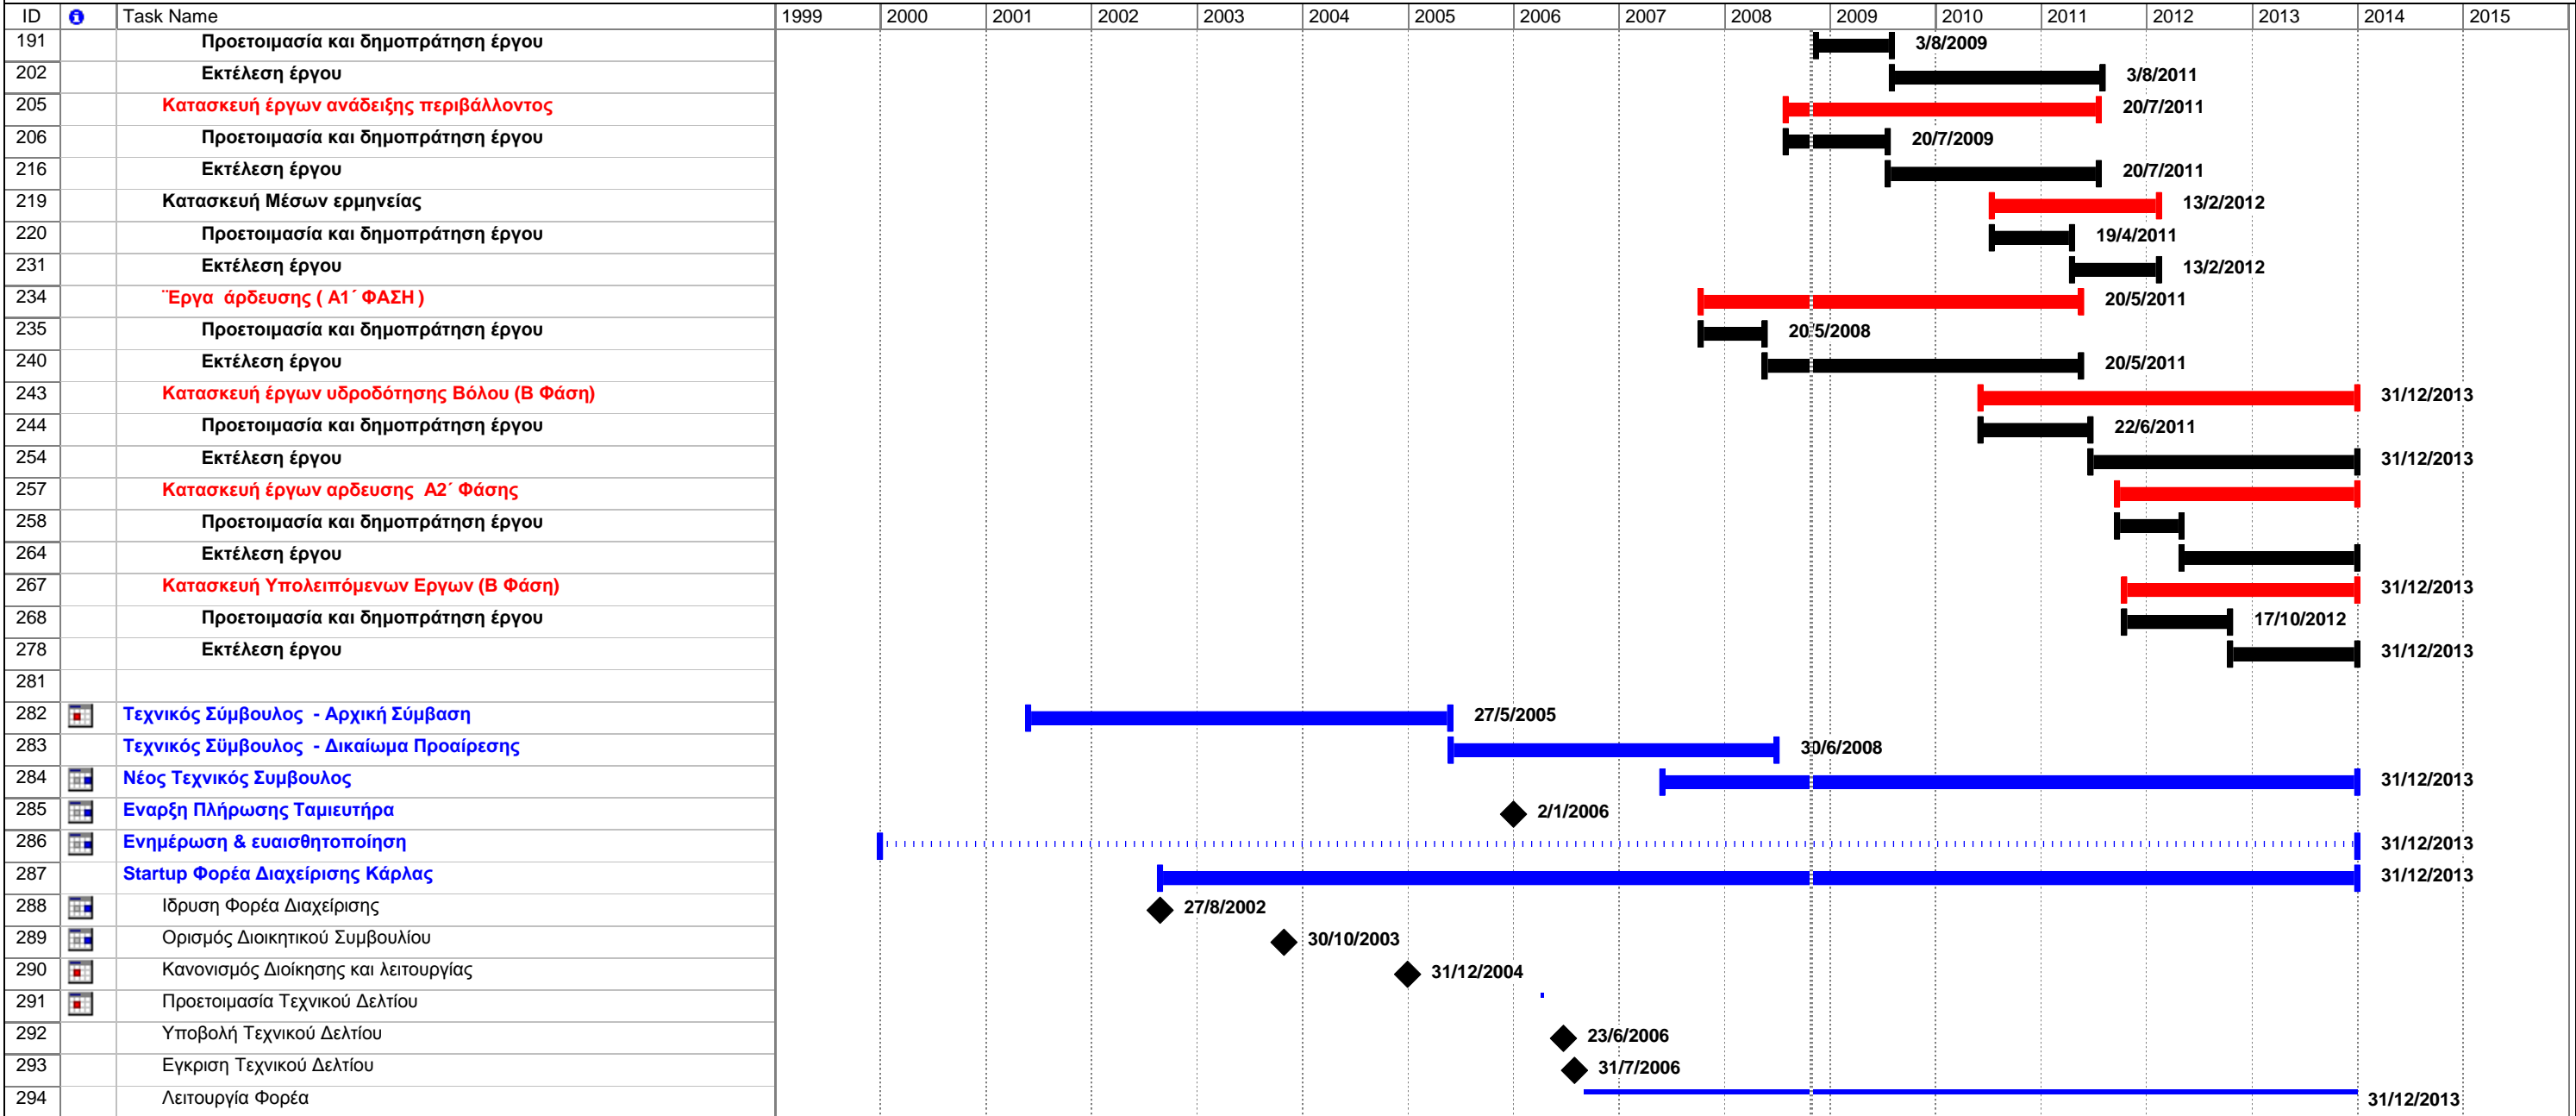 ID Task Name 1999 2000 2001 2002 2003 2004 2005 2006 2007 2008 2009 2010 2011 2012 2013 2014 2015
191 Προετοιμασία και δημοπράτηση έργου 3/8/2009
202 Εκτέλεση έργου 3/8/2011
205 Κατασκευή έργων ανάδειξης περιβάλλοντος 20/7/2011
206 Προετοιμασία και δημοπράτηση έργου 20/7/2009
216 Εκτέλεση έργου 20/7/2011
219 Κατασκευή Μέσων ερμηνείας 13/2/2012
220 Προετοιμασία και δημοπράτηση έργου 19/4/2011
231 Εκτέλεση έργου 13/2/2012
234 ¨Εργα άρδευσης ( Α1΄ ΦΑΣΗ ) 20/5/2011
235 Προετοιμασία και δημοπράτηση έργου 20/5/2008
240 Εκτέλεση έργου 20/5/2011
243 Κατασκευή έργων υδροδότησης Βόλου (Β Φάση) 31/12/2013
244 Προετοιμασία και δημοπράτηση έργου 22/6/2011
254 Εκτέλεση έργου 31/12/2013
257 Κατασκευή έργων αρδευσης Α2΄ Φάσης
258 Προετοιμασία και δημοπράτηση έργου
264 Εκτέλεση έργου
267 Κατασκευή Υπολειπόμενων Εργων (Β Φάση) 31/12/2013
268 Προετοιμασία και δημοπράτηση έργου 17/10/2012
278 Εκτέλεση έργου 31/12/2013
281
282 Τεχνικός Σύμβουλος - Αρχική Σύμβαση 27/5/2005
283 Τεχνικός Σϋμβουλος - Δικαίωμα Προαίρεσης 30/6/2008
284 Νέος Τεχνικός Συμβουλος 31/12/2013
285 Εναρξη Πλήρωσης Ταμιευτήρα 2/1/2006
286 Ενημέρωση & ευαισθητοποίηση 31/12/2013
287 Startup Φορέα Διαχείρισης Κάρλας 31/12/2013
288 Ιδρυση Φορέα Διαχείρισης 27/8/2002
289 Ορισμός Διοικητικού Συμβουλίου 30/10/2003
290 Κανονισμός Διοίκησης και λειτουργίας 31/12/2004
291 Προετοιμασία Τεχνικού Δελτίου
292 Υποβολή Τεχνικού Δελτίου 23/6/2006
293 Εγκριση Τεχνικού Δελτίου 31/7/2006
294 Λειτουργία Φορέα 31/12/2013